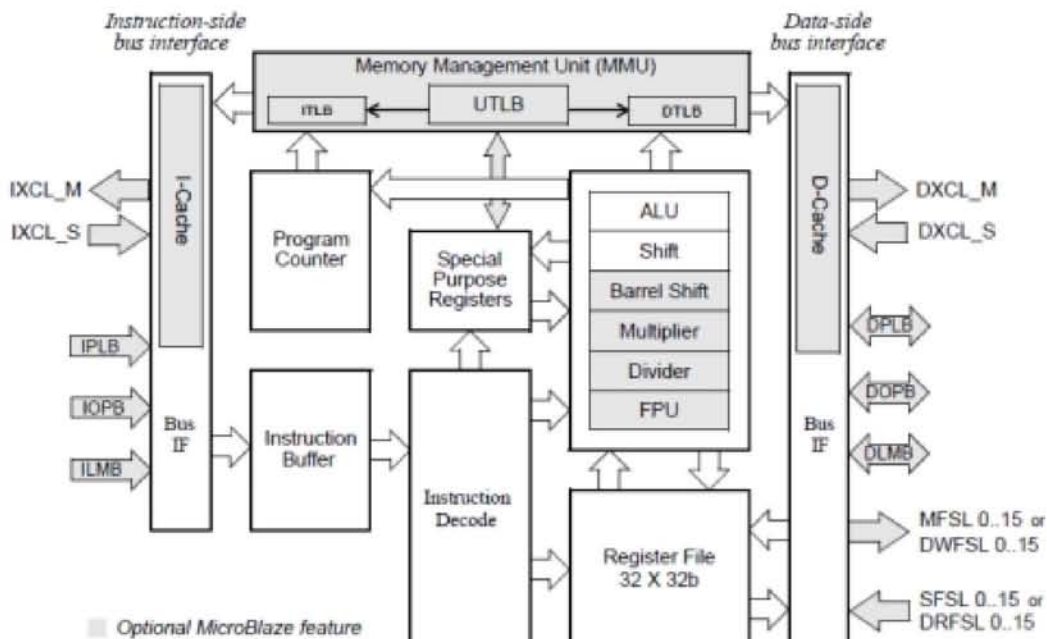 Instruction-side
bus interface
Data-side
bus interface
Memory Management Unit (MMU)
ITLB
UTLB
DTLB
I-Cache
D-Cache
IXCL_M
IXCL_S
DXCL_M
DXCL_S
Program
Counter
Special
Purpose
Registers
ALU
Shift
Barrel Shift
Multiplier
Divider
FPU
IPLB
IOPB
ILMB
Bus
IF
Instruction
Buffer
Instruction
Decode
Register File
32 X 32b
Bus
IF
DPLB
DOPB
DLMB
MFSL 0..15 or
DWFSL 0..15
SFSL 0..15 or
DRFSL 0..15
Optional MicroBlaze feature